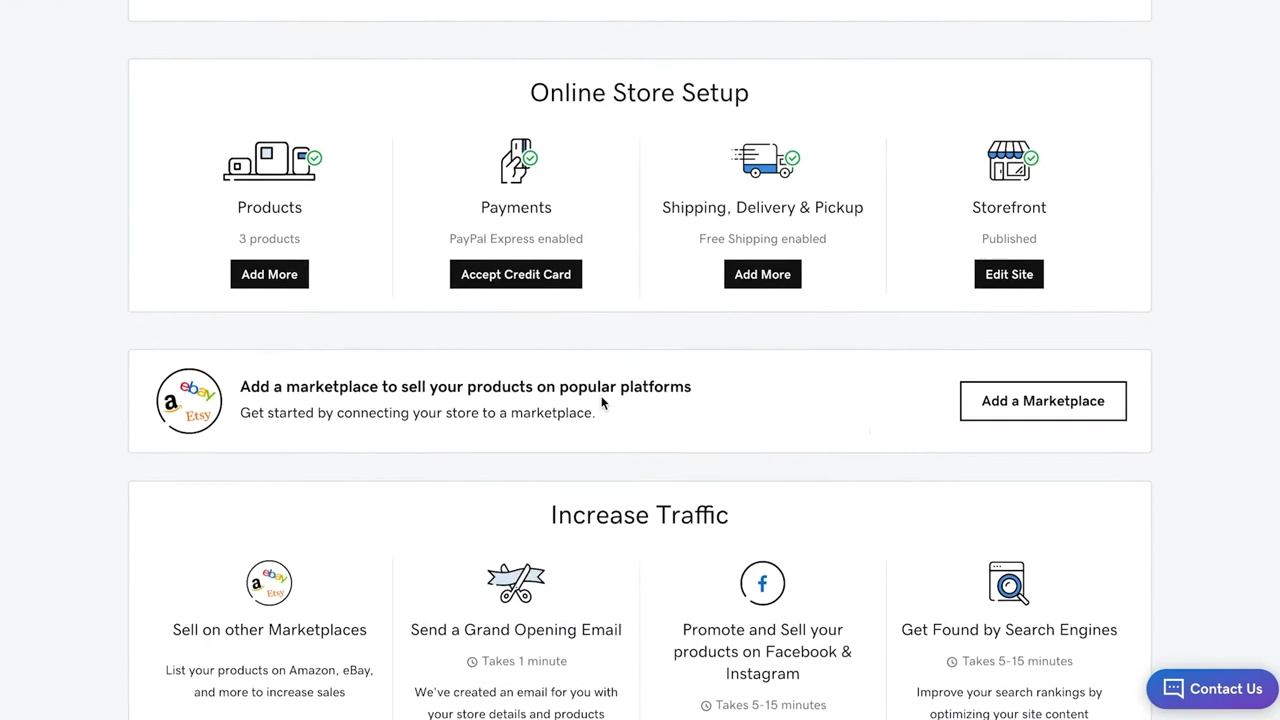 Online Store Setup
Products
3 products
Add More
Payments
PayPal Express enabled
Accept Credit Card
Shipping, Delivery & Pickup
Free Shipping enabled
Add More
Storefront
Published
Edit Site
ebay
a
Etsy
Add a marketplace to sell your products on popular platforms
Get started by connecting your store to a marketplace.
Add a Marketplace
Increase Traffic
ebay
a
Etsy
Sell on other Marketplaces
List your products on Amazon, eBay,
and more to increase sales
Send a Grand Opening Email
Takes 1 minute
We've created an email for you with
your store details and products
f
Promote and Sell your
products on Facebook &
Instagram
Takes 5-15 minutes
Get Found by Search Engines
Takes 5-15 minutes
Improve your search rankings by
optimizing your site content
Contact Us